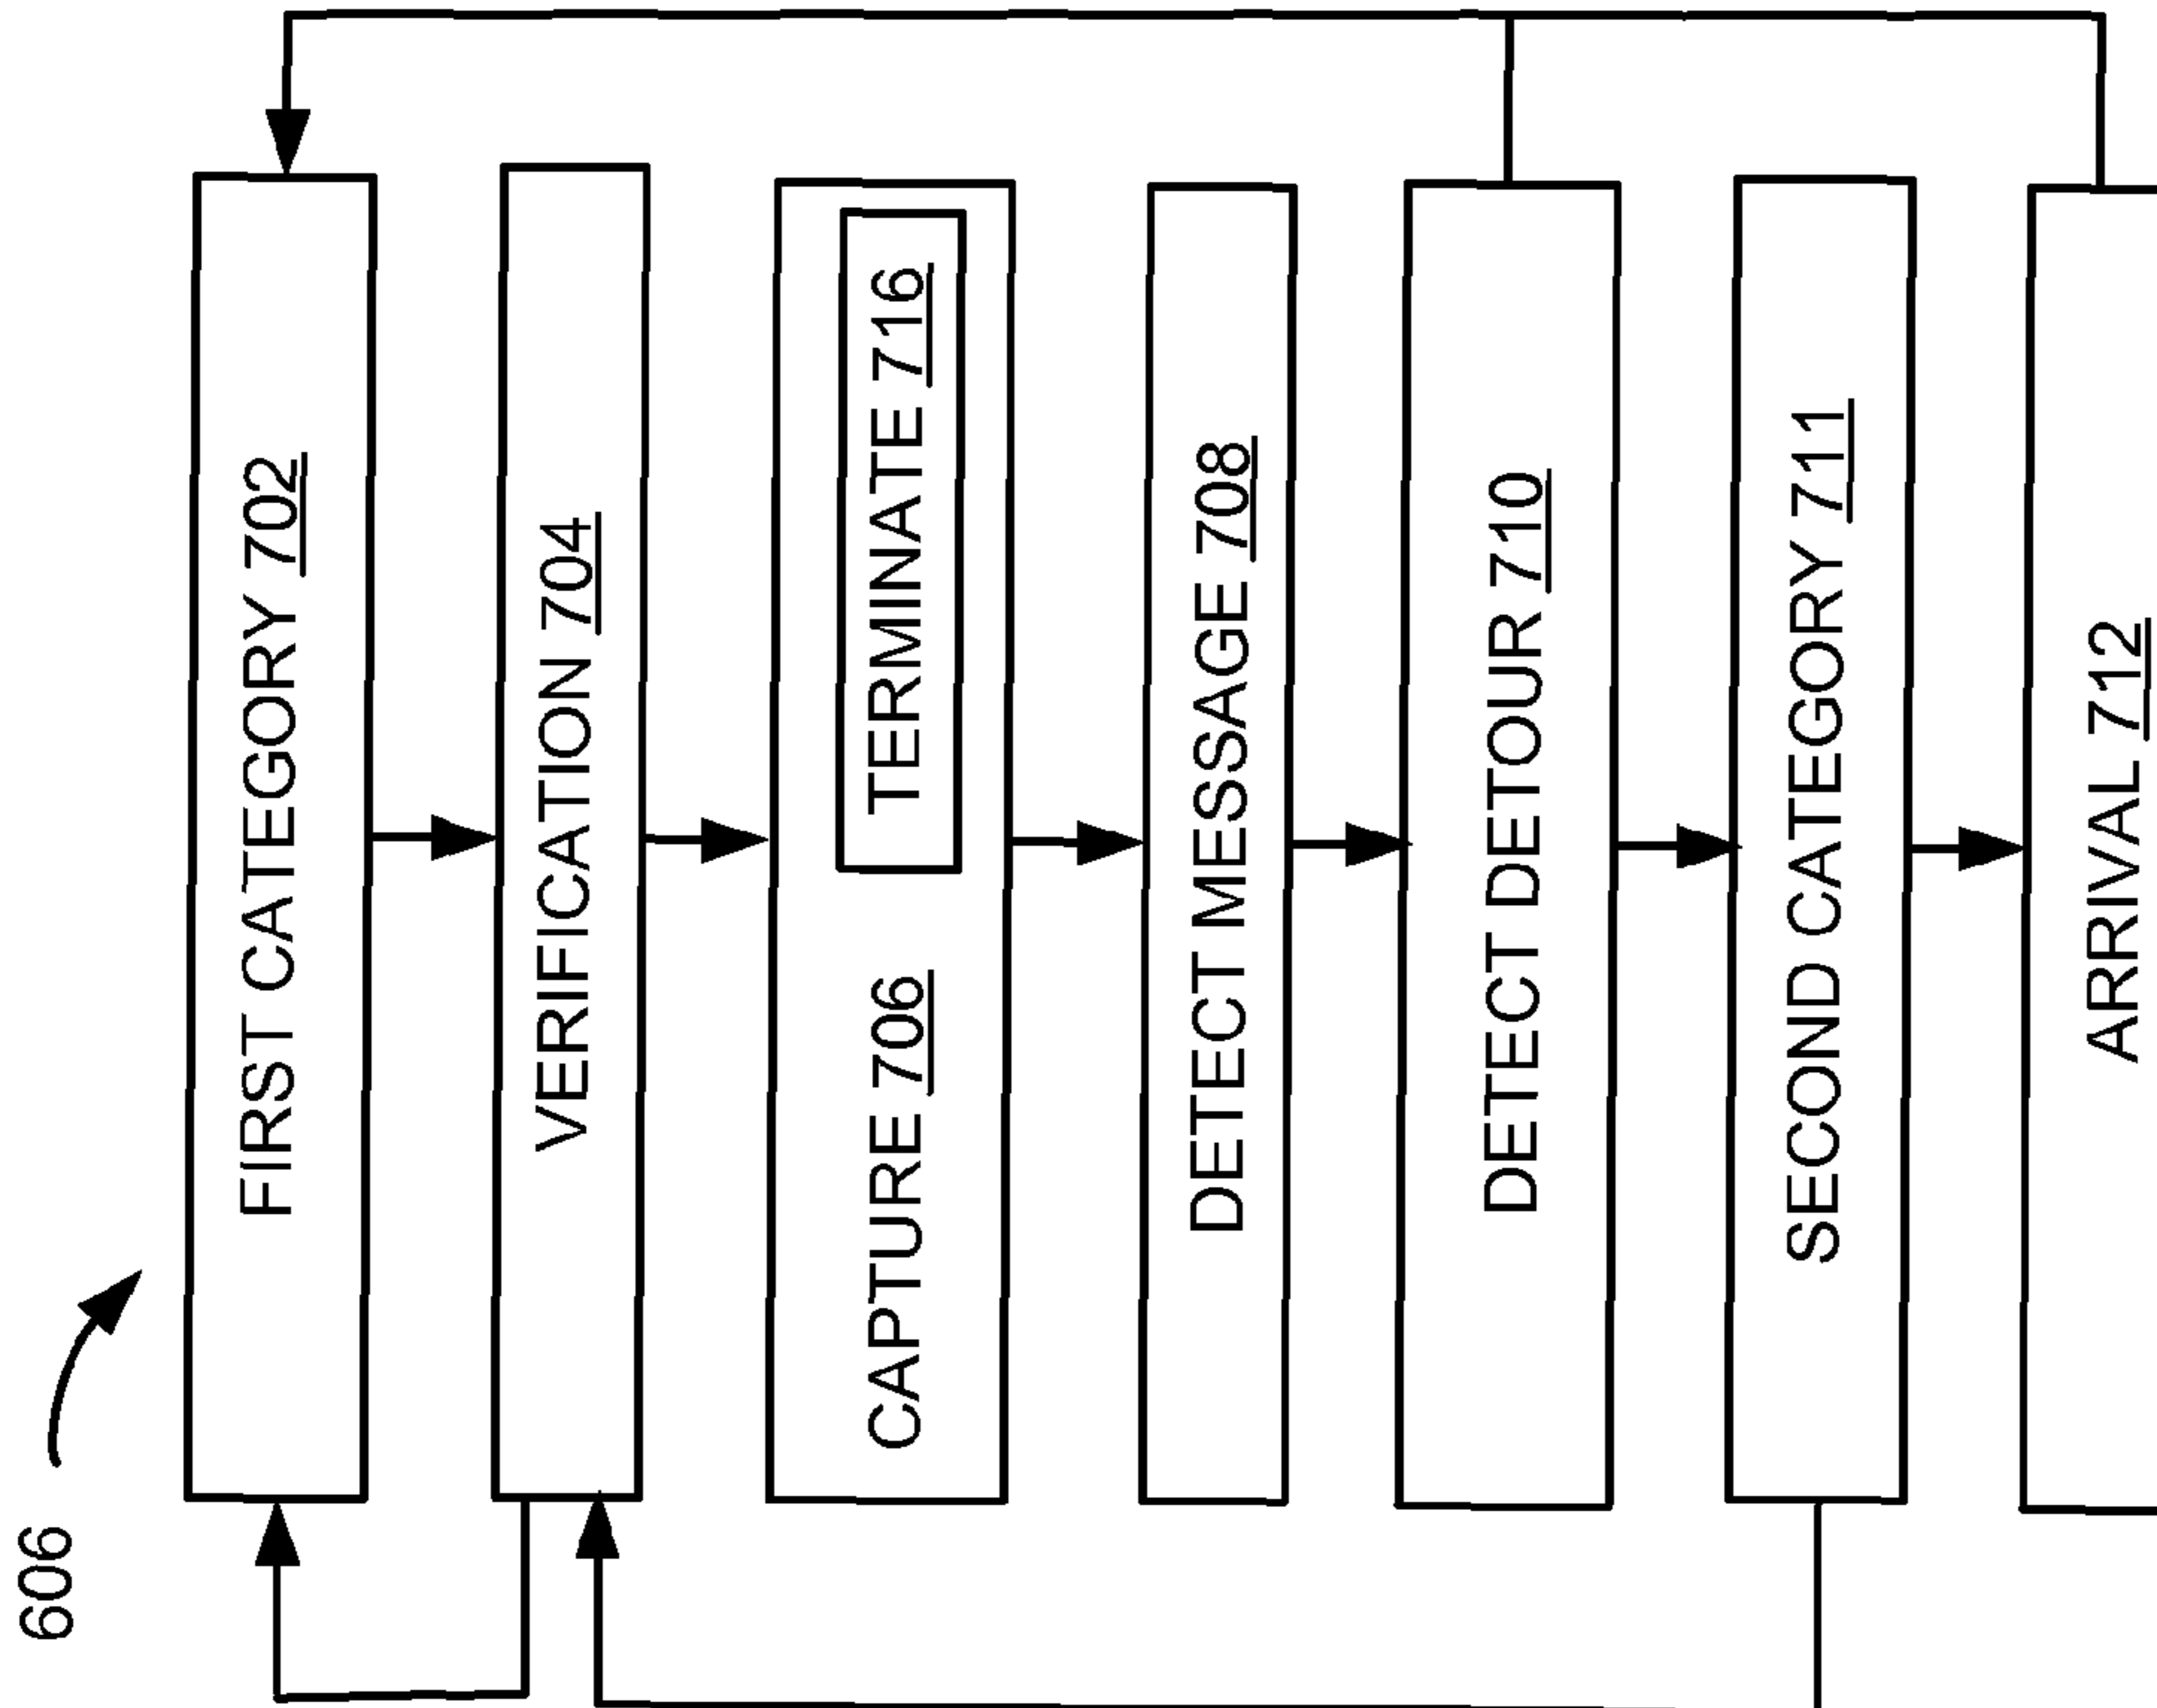 606
FIRST CATEGORY 702
VERIFICATION 704
CAPTURE 706
TERMINATE 716
DETECT MESSAGE 708
DETECT DETOUR 710
SECOND CATEGORY 711
ARRIVAL 712